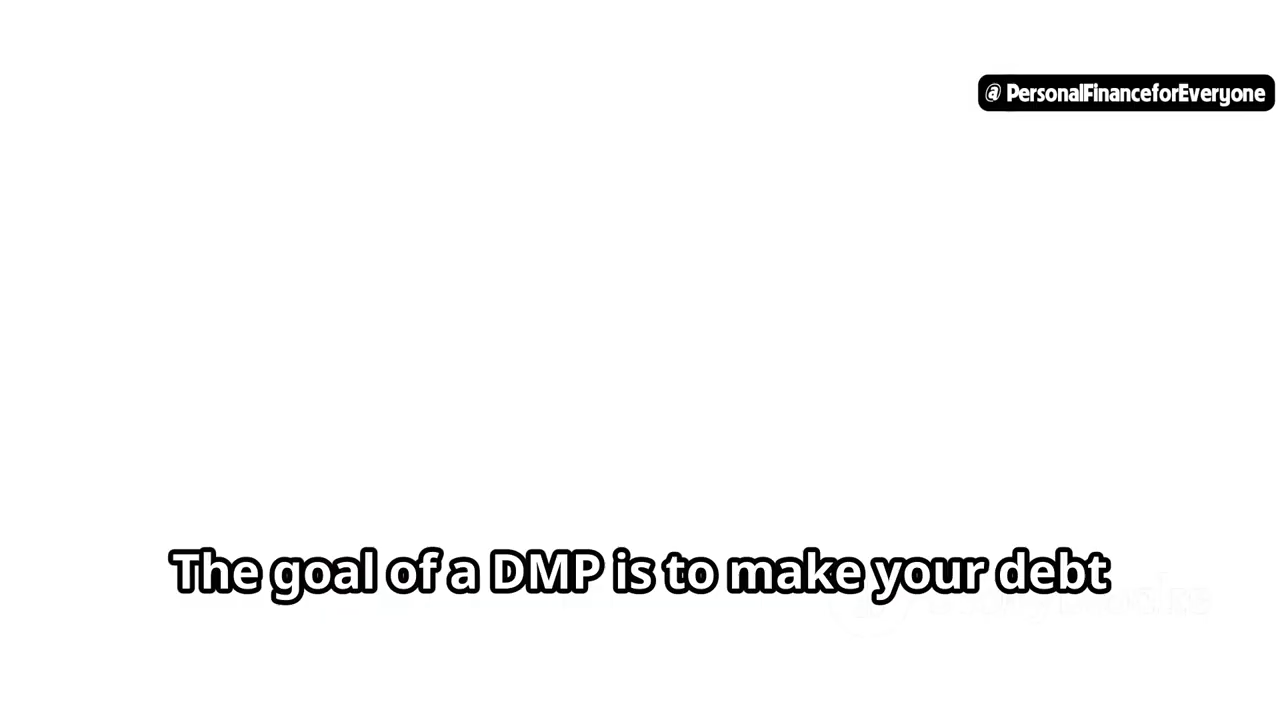 @ PersonalFinanceforEveryone
The goal of a DMP is to make your debt